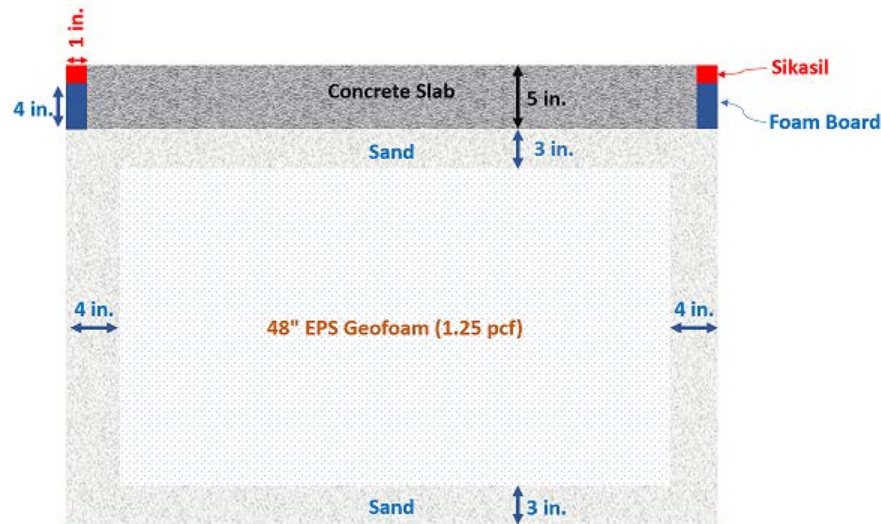 1 in.
4 in.
Concrete Slab
5 in.
Sikasil
Foam Board
Sand
3 in.
4 in.
48" EPS Geofoam (1.25 pcf)
4 in.
Sand
3 in.